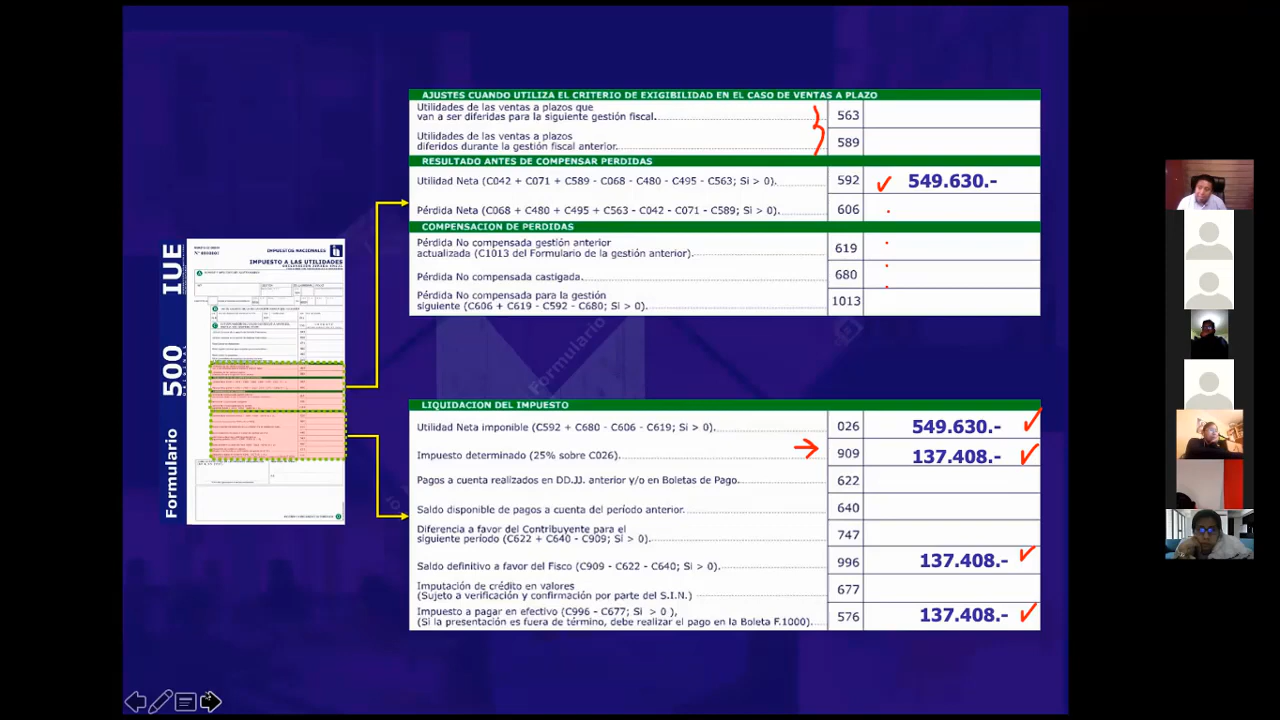 AJUSTES CUANDO UTILIZA EL CRITERIO DE EXIGIBILIDAD EN EL CASO DE VENTAS A PLAZO
Utilidades de las ventas a plazos que
van a ser diferidas para la siguiente gestión fiscal. 563
Utilidades de las ventas a plazos
diferidos durante la gestión fiscal anterior. 589
RESULTADO ANTES DE COMPENSAR PERDIDAS
Utilidad Neta (C042 + C071 + C589 - C068 - C480 - C495 - C563; Si > 0). 592 549.630.-
Pérdida Neta (C068 + C480 + C495 + C563 - C042 - C071 - C589; Si > 0). 606
COMPENSACION DE PERDIDAS
Pérdida No compensada gestión anterior
actualizada (C1013 del Formulario de la gestión anterior). 619
Pérdida No compensada castigada. 680
Pérdida No compensada para la gestión
siguiente (C606 + C619 - C592 - C680; Si > 0). 1013
Formulario 500 IUE
ORIGINAL
IMPUESTOS NACIONALES
IMPUESTO A LAS UTILIDADES
LIQUIDACION DEL IMPUESTO
Utilidad Neta imponible (C592 + C680 - C606 - C619; Si > 0). 026 549.630.-
Impuesto determinado (25% sobre C026). 909 137.408.-
Pagos a cuenta realizados en DD.JJ. anterior y/o en Boletas de Pago. 622
Saldo disponible de pagos a cuenta del período anterior. 640
Diferencia a favor del Contribuyente para el
siguiente período (C622 + C640 - C909; Si > 0). 747
Saldo definitivo a favor del Fisco (C909 - C622 - C640; Si > 0). 996 137.408.-
Imputación de crédito en valores
(Sujeto a verificación y confirmación por parte del S.I.N.) 677
Impuesto a pagar en efectivo (C996 - C677; Si > 0 ),
(Si la presentación es fuera de término, debe realizar el pago en la Boleta F.1000). 576 137.408.-